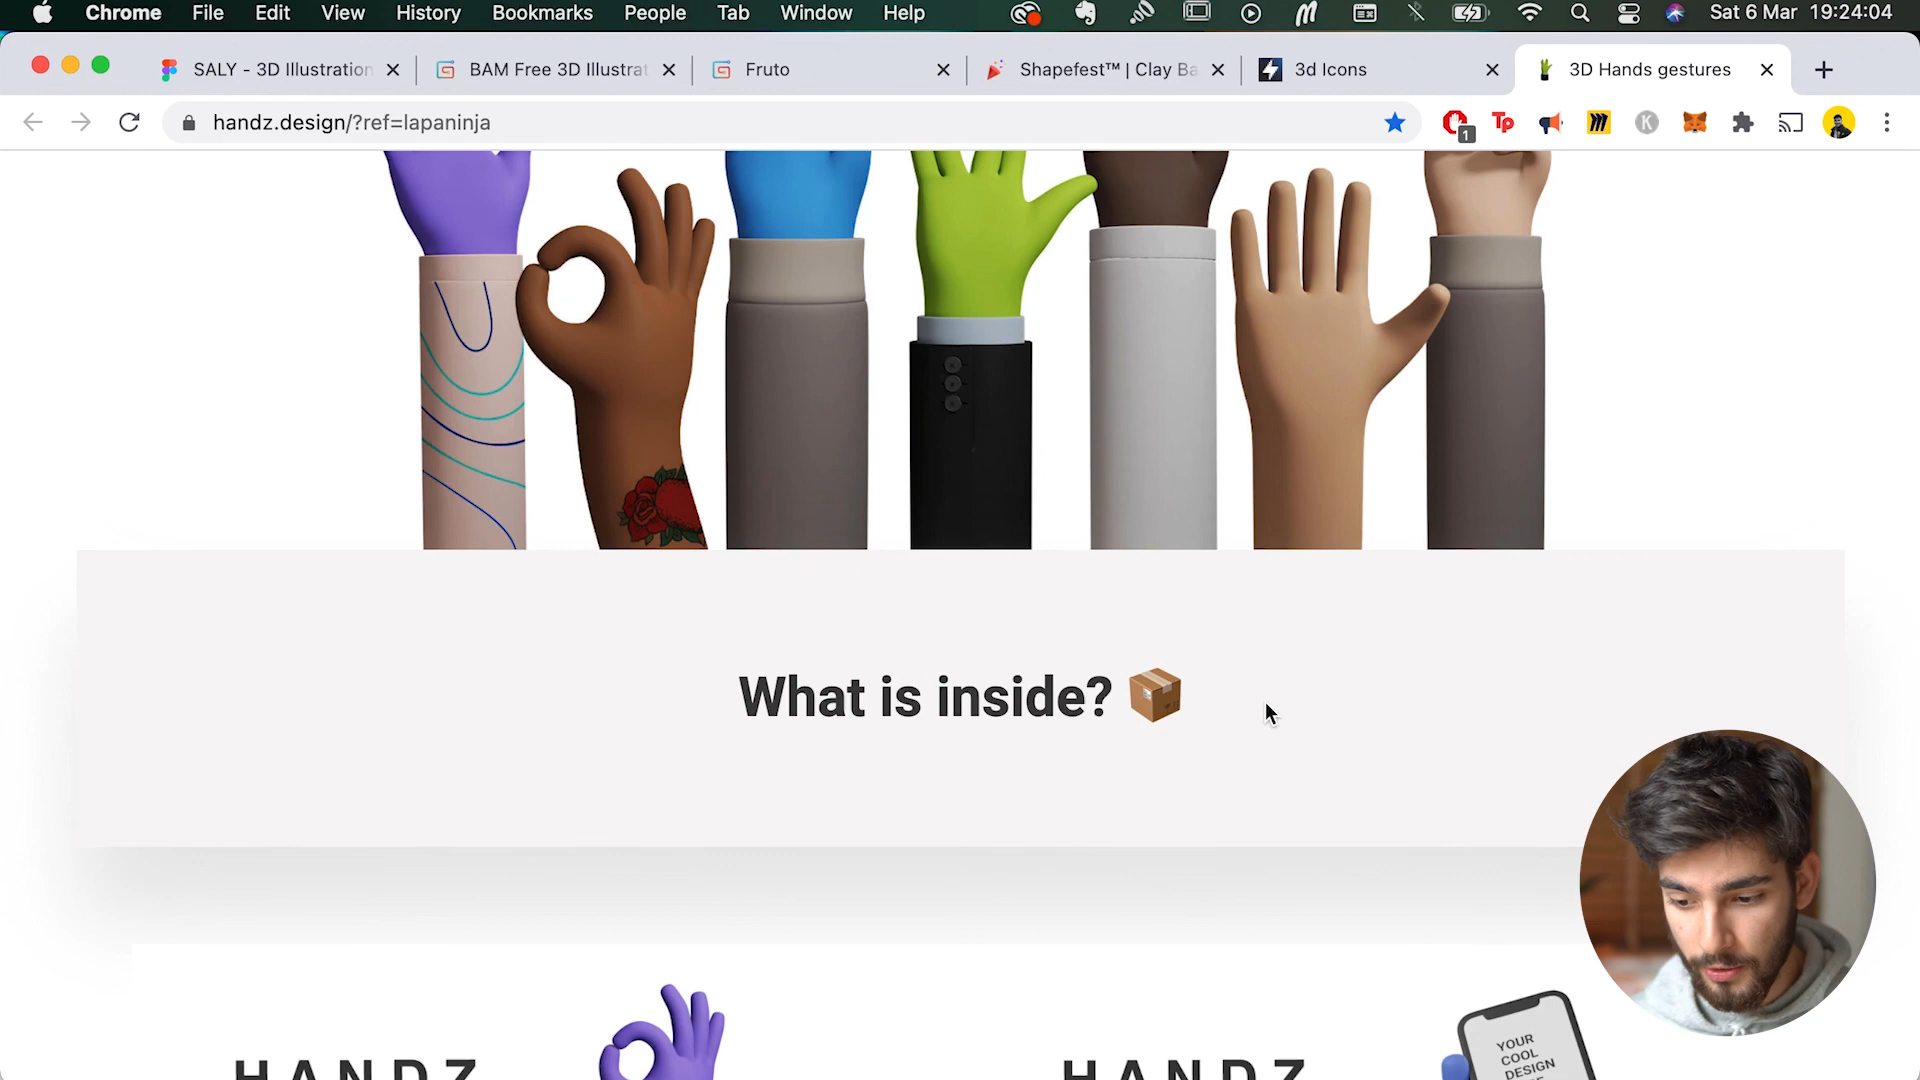 Chrome File Edit View History Bookmarks People Tab Window Help Sat 6 Mar 19:24:04
SALY - 3D Illustration BAM Free 3D Illustrat Fruto Shapefest™ | Clay Ba 3d Icons 3D Hands gestures
handz.design/?ref=lapaninja
1
Tp
K
What is inside? 📦
HANDZ
HANDZ
YOUR
COOL
DESIGN